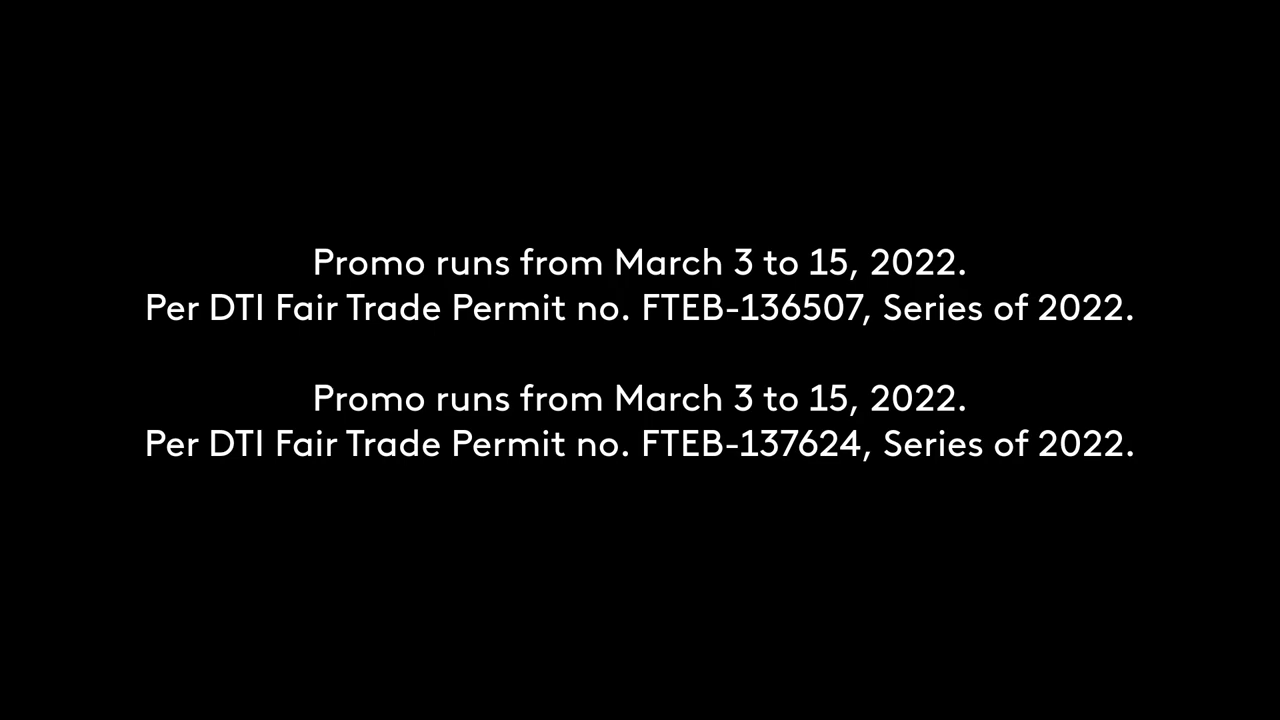 Promo runs from March 3 to 15, 2022.
Per DTI Fair Trade Permit no. FTEB-136507, Series of 2022.
Promo runs from March 3 to 15, 2022.
Per DTI Fair Trade Permit no. FTEB-137624, Series of 2022.